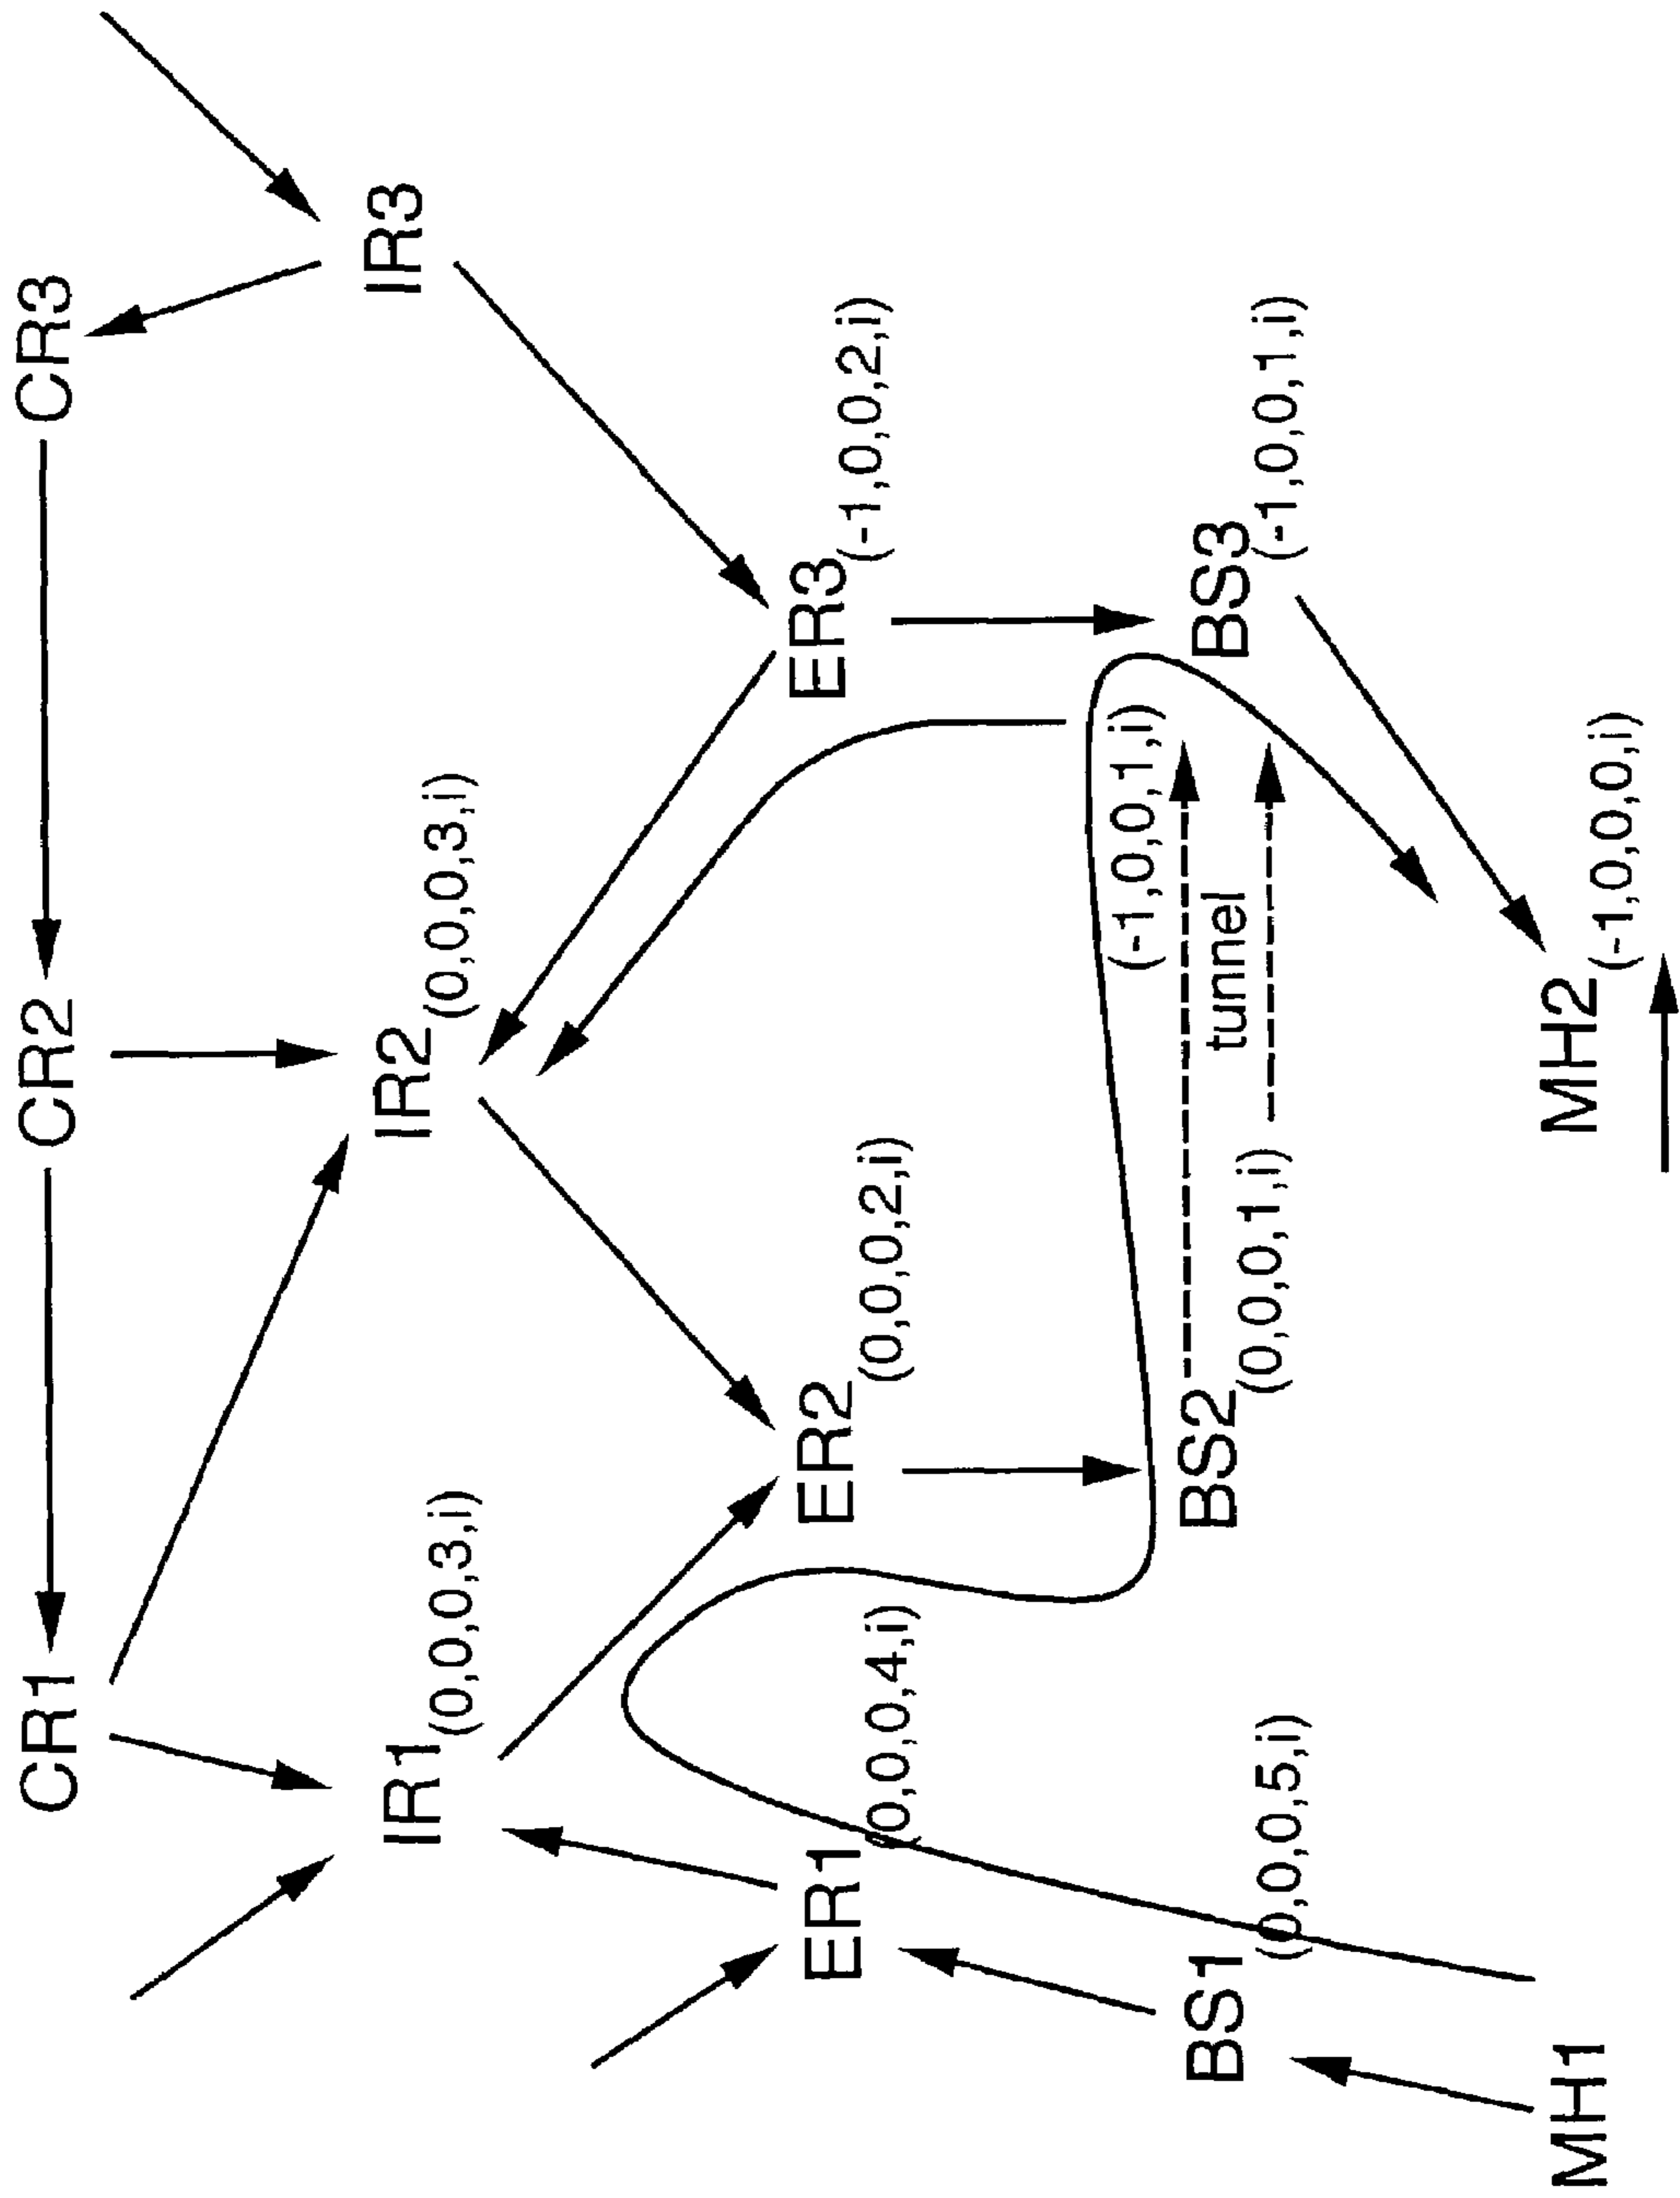 CR1
CR2
CR3
IR1
(0,0,0,3,i)
IR2
(0,0,0,3,i)
IR3
ER1
(0,0,0,4,i)
ER2
(0,0,0,2,i)
ER3
(-1,0,0,2,i)
(-1,0,0,1,i)
BS1
(0,0,0,5,i)
BS2
(0,0,0,1,i)
tunnel
BS3
(-1,0,0,1,i)
MH1
MH2
(-1,0,0,0,i)